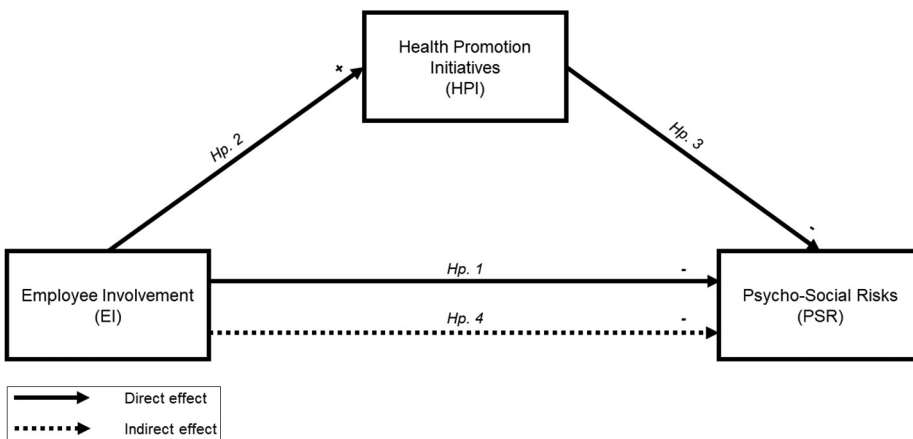 Health Promotion
Initiatives
(HPI)
+
Hp. 2
Hp. 3
-
Employee Involvement
(EI)
Hp. 1
-
Hp. 4
-
Psycho-Social Risks
(PSR)
Direct effect
Indirect effect